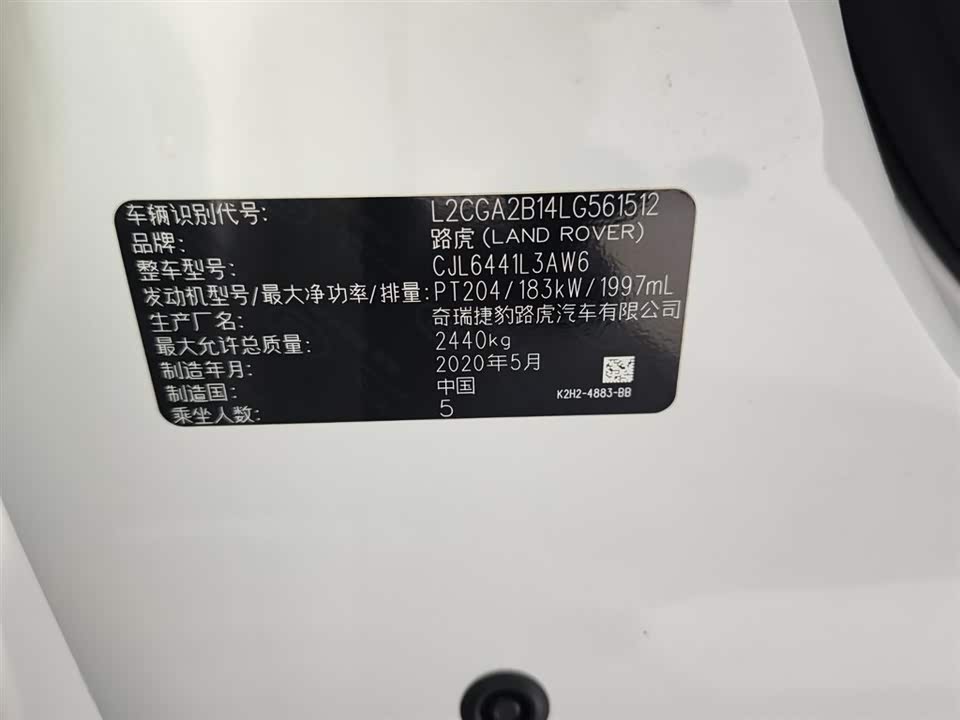 车辆识别代号: L2CGA2B14LG561512
品牌: 路虎 (LAND ROVER)
整车型号: CJL6441L3AW6
发动机型号/最大净功率/排量: PT204/183kW/1997mL
生产厂名: 奇瑞捷豹路虎汽车有限公司
最大允许总质量: 2440kg
制造年月: 2020年5月
制造国: 中国
乘坐人数: 5
K2H2-4883-BB